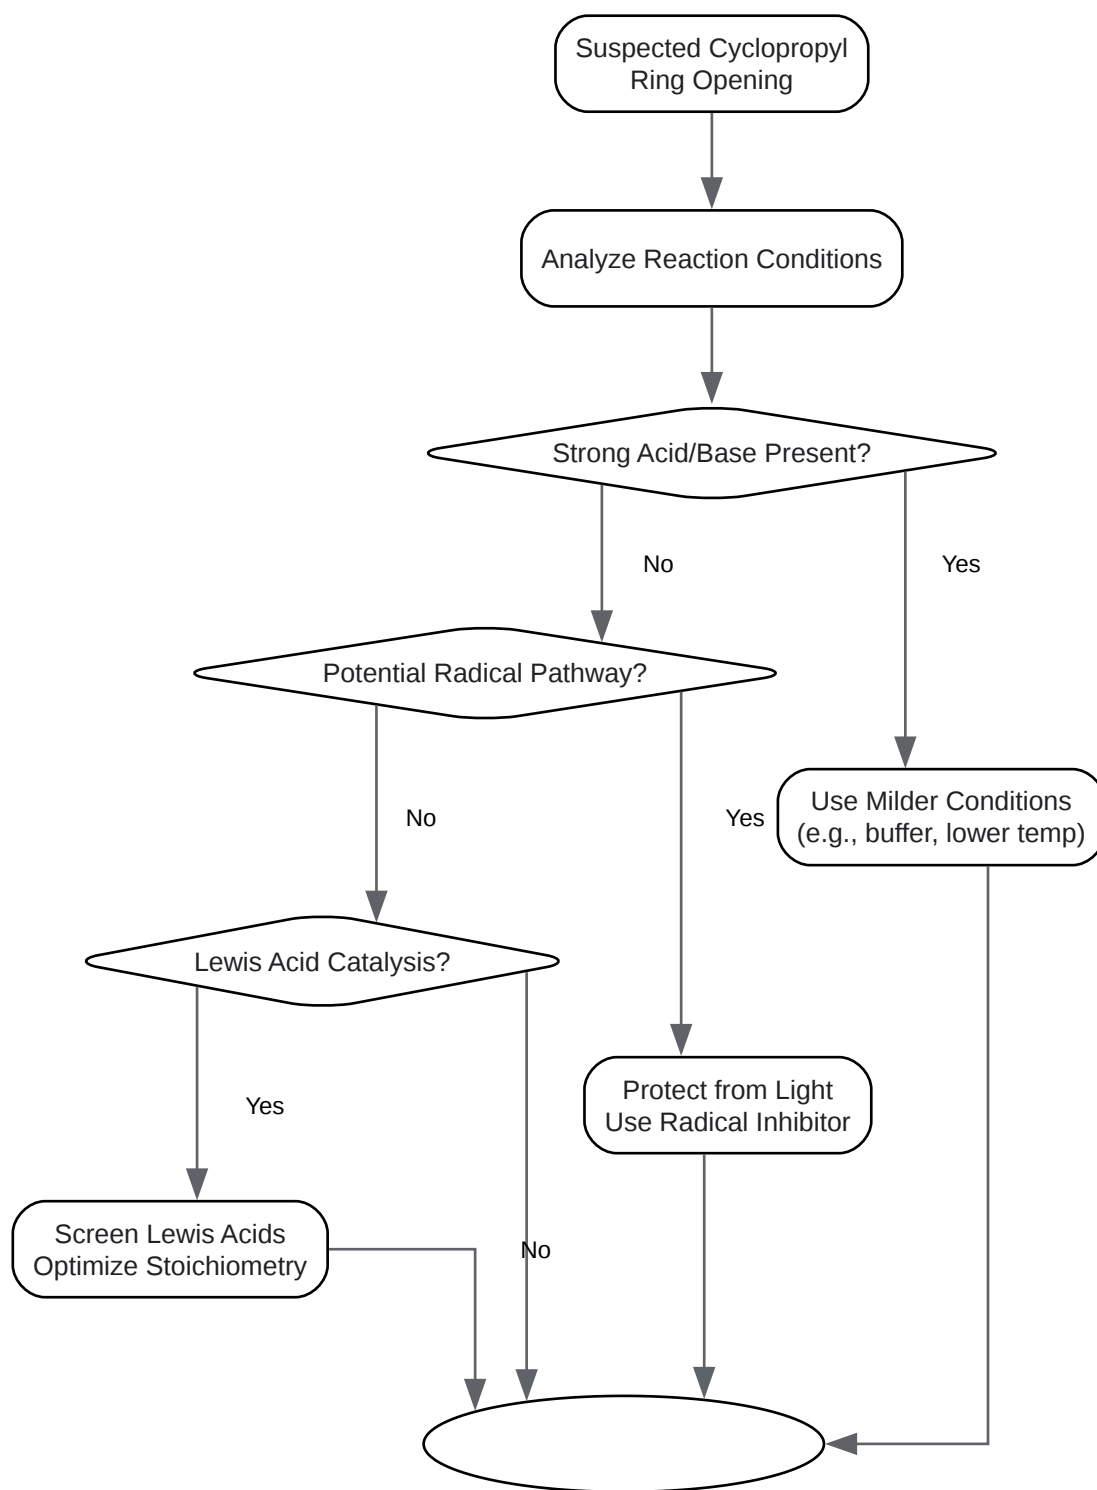 Suspected Cyclopropyl
Ring Opening
Analyze Reaction Conditions
Strong Acid/Base Present?
No
Yes
Potential Radical Pathway?
No
Yes
Use Milder Conditions
(e.g., buffer, lower temp)
Lewis Acid Catalysis?
Yes
Protect from Light
Use Radical Inhibitor
Screen Lewis Acids
Optimize Stoichiometry
No